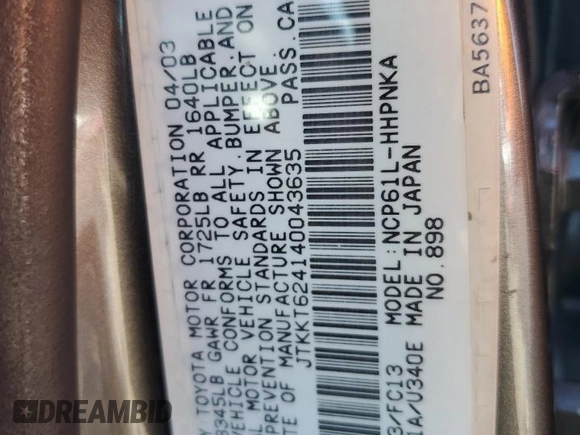 Y TOYOTA MOTOR CORPORATION 04/03
3345LB GAWR FR 1725LB RR 1640LB
VEHICLE CONFORMS TO ALL APPLICABLE
L MOTOR VEHICLE SAFETY, BUMPER, AND
PREVENTION STANDARDS IN EFFECT ON
TE OF MANUFACTURE SHOWN ABOVE.
JTKKT624140043635 PASS. CA
3/FC13 MODEL:NCP61L-HHPNKA
1A/U340E MADE IN JAPAN
NO. 898
BA5637
DREAMBID